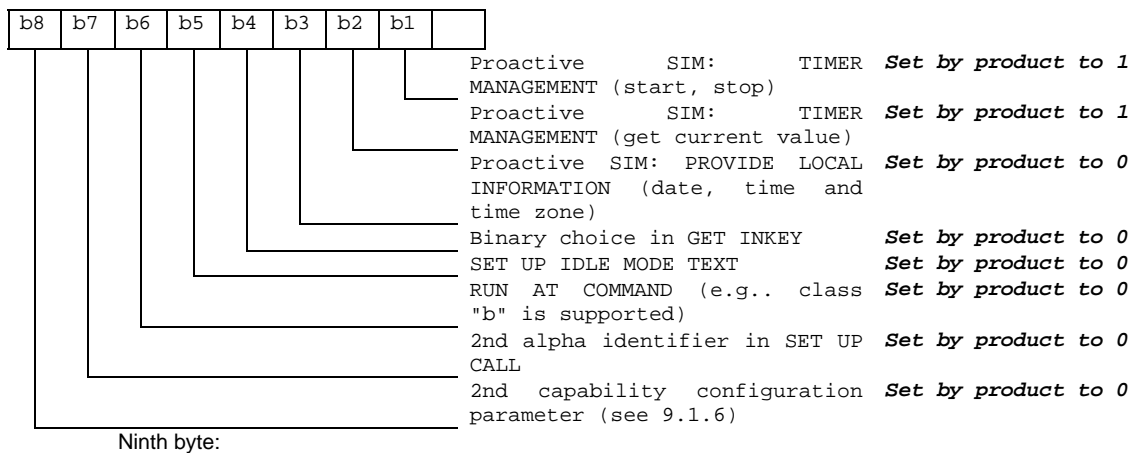 b8 b7 b6 b5 b4 b3 b2 b1
Proactive SIM: TIMER Set by product to 1
MANAGEMENT (start, stop)
Proactive SIM: TIMER Set by product to 1
MANAGEMENT (get current value)
Proactive SIM: PROVIDE LOCAL Set by product to 0
INFORMATION (date, time and
time zone)
Binary choice in GET INKEY Set by product to 0
SET UP IDLE MODE TEXT Set by product to 0
RUN AT COMMAND (e.g.. class Set by product to 0
"b" is supported)
2nd alpha identifier in SET UP Set by product to 0
CALL
2nd capability configuration Set by product to 0
parameter (see 9.1.6)
Ninth byte: